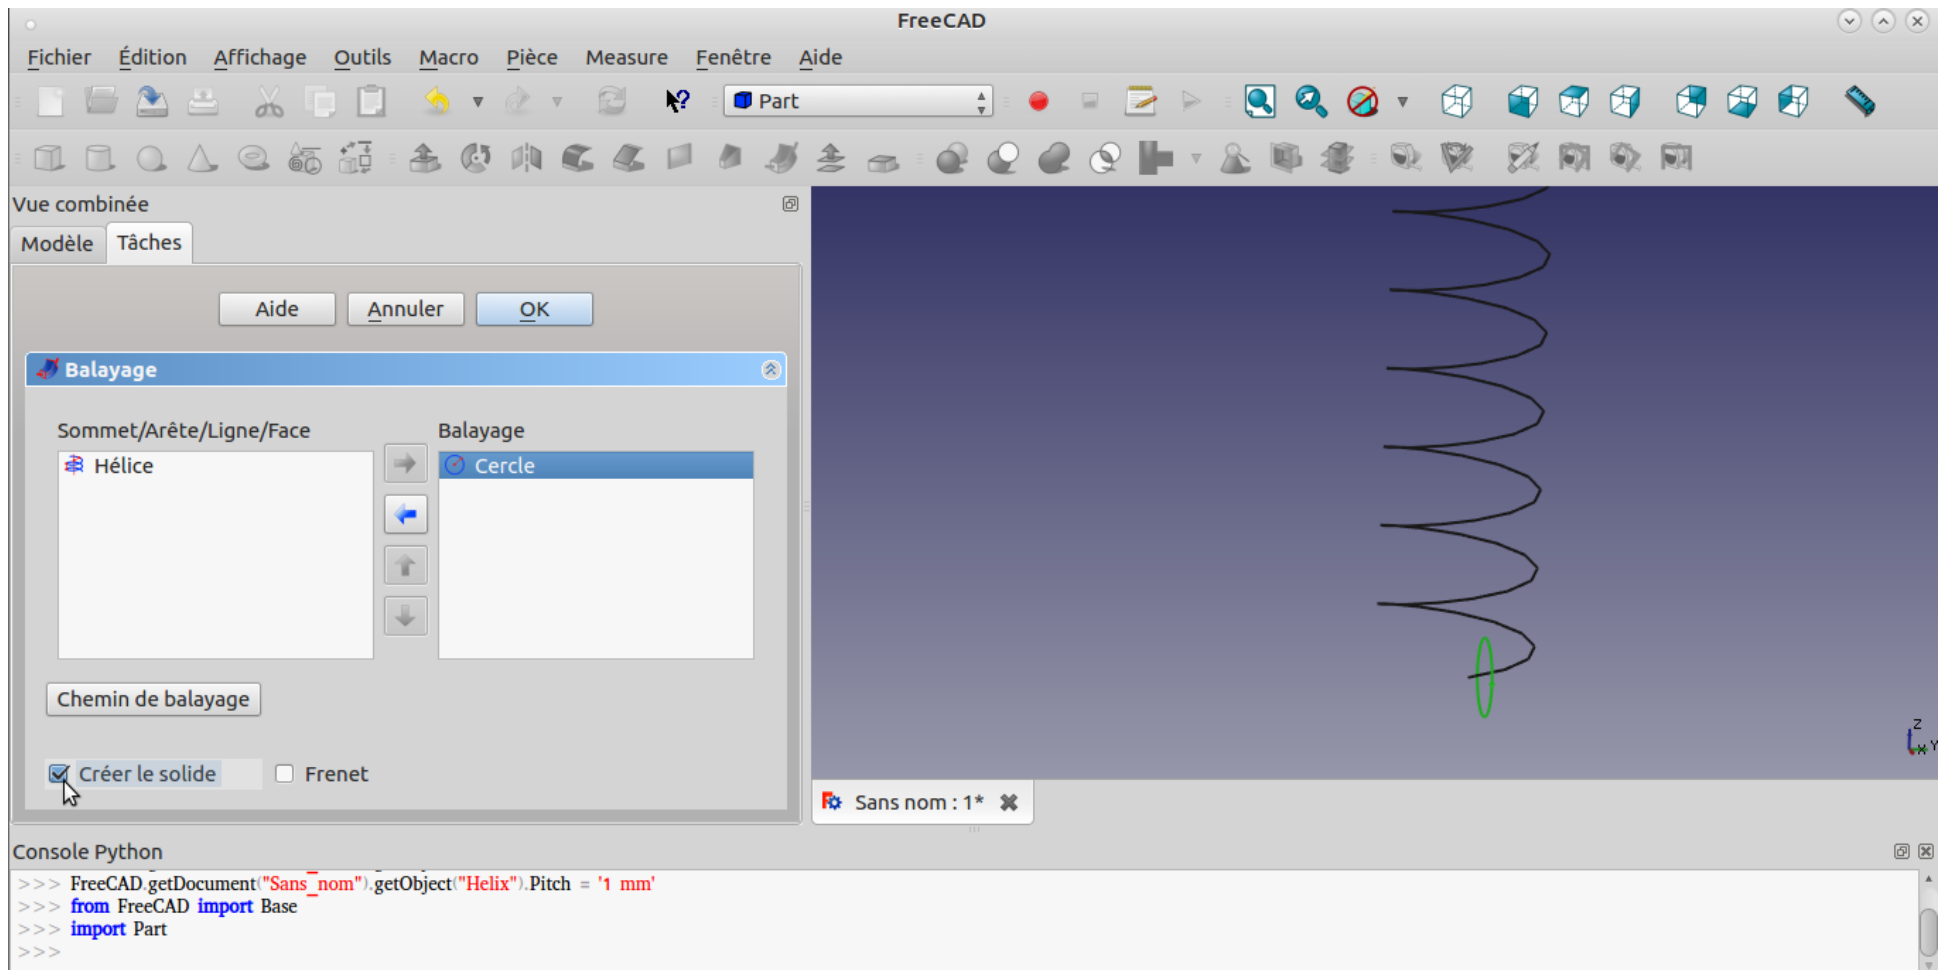 FreeCAD
Fichier Édition Affichage Outils Macro Pièce Measure Fenêtre Aide
Part
Vue combinée
Modèle Tâches
Aide Annuler OK
Balayage
Sommet/Arête/Ligne/Face Balayage
Hélice Cercle
Chemin de balayage
Créer le solide Frenet
Z
X Y
Sans nom : 1*
Console Python
>>> FreeCAD.getDocument("Sans_nom").getObject("Helix").Pitch = '1 mm'
>>> from FreeCAD import Base
>>> import Part
>>>